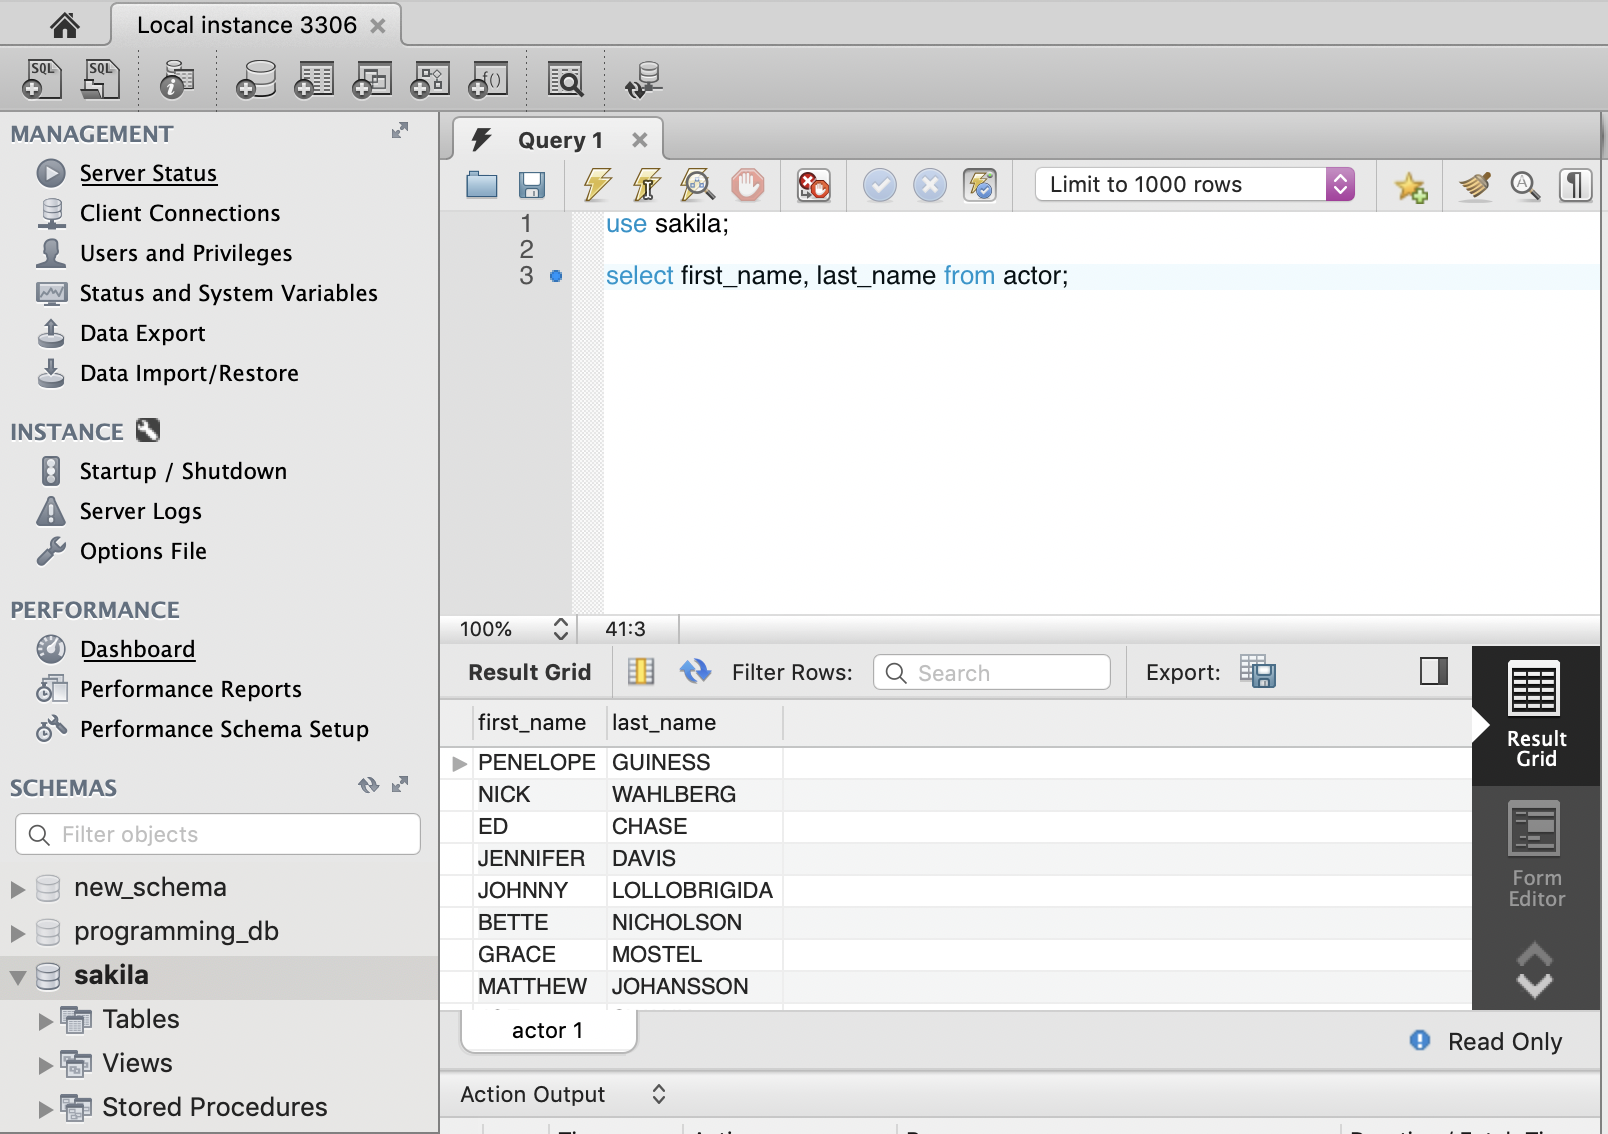 Local instance 3306
SQL
SQL
MANAGEMENT
Server Status
Client Connections
Users and Privileges
Status and System Variables
Data Export
Data Import/Restore
INSTANCE
Startup / Shutdown
Server Logs
Options File
PERFORMANCE
Dashboard
Performance Reports
Performance Schema Setup
SCHEMAS
Filter objects
new_schema
programming_db
sakila
Tables
Views
Stored Procedures
Query 1
Limit to 1000 rows
1 use sakila;
2
3 select first_name, last_name from actor;
100% 41:3
Result Grid Filter Rows: Search Export:
first_name last_name
PENELOPE GUINESS
NICK WAHLBERG
ED CHASE
JENNIFER DAVIS
JOHNNY LOLLOBRIGIDA
BETTE NICHOLSON
GRACE MOSTEL
MATTHEW JOHANSSON
Result
Grid
Form
Editor
actor 1
Read Only
Action Output